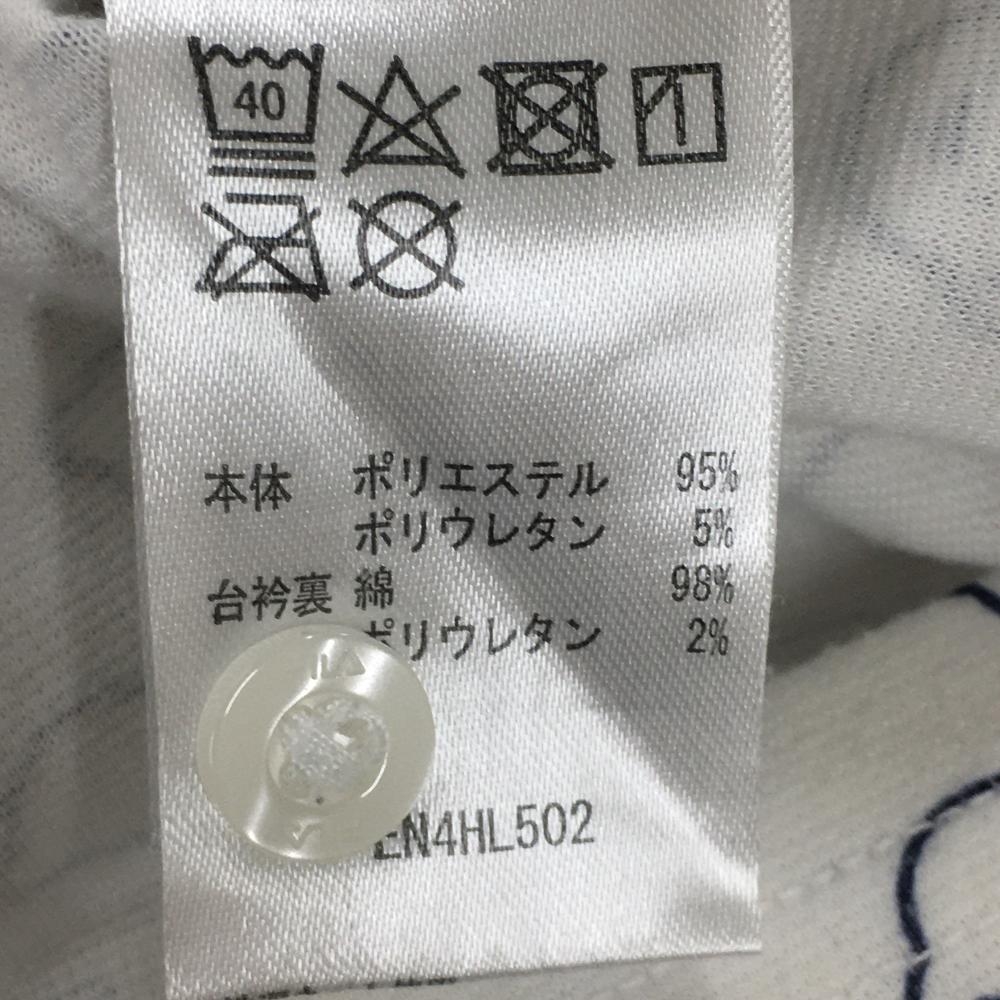 40
本体 ポリエステル 95%
ポリウレタン 5%
台衿裏 綿 98%
ポリウレタン 2%
EN4HL502